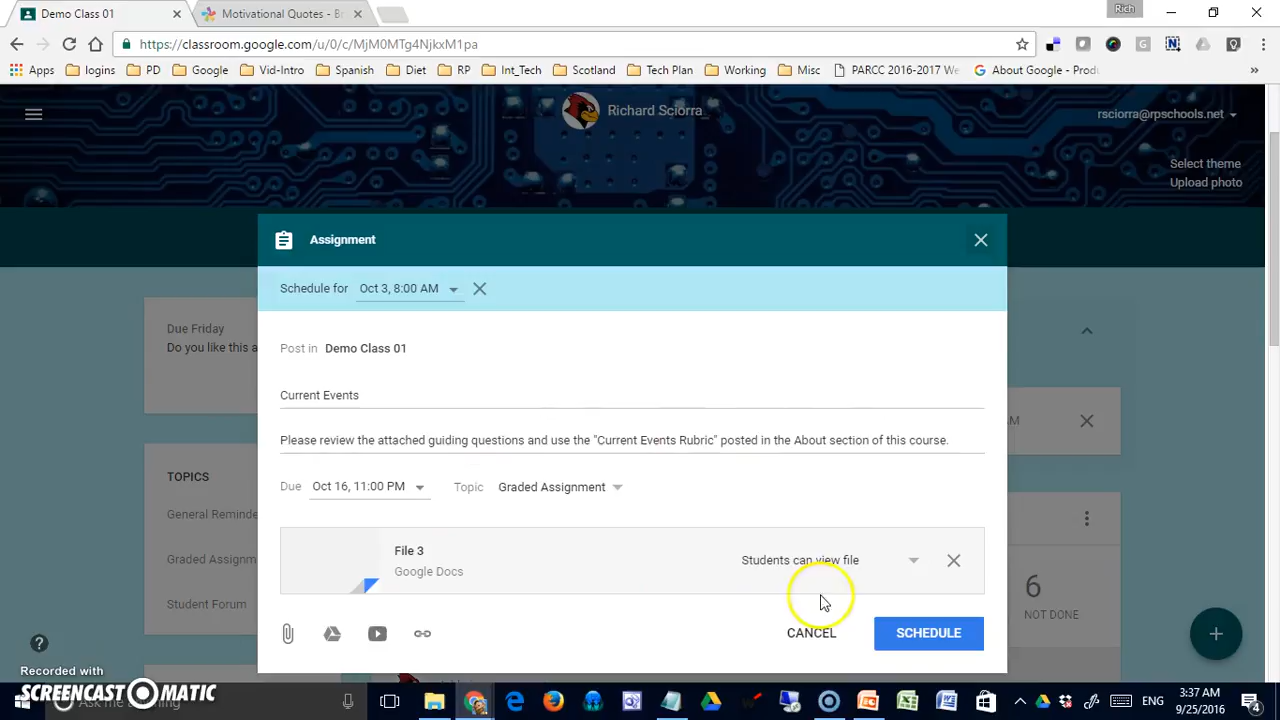 Demo Class 01
Motivational Quotes - Br
Rich
https://classroom.google.com/u/0/c/MjM0MTg4NjkxM1pa
Apps logins PD Google Vid-Intro Spanish Diet RP Int_Tech Scotland Tech Plan Working Misc PARCC 2016-2017 We About Google - Prod »
Richard Sciorra
rsciorra@rpschools.net
Select theme
Upload photo
Assignment
Schedule for Oct 3, 8:00 AM
Due Friday
Do you like this a
Post in Demo Class 01
Current Events
AM
Please review the attached guiding questions and use the "Current Events Rubric" posted in the About section of this course.
TOPICS
Due Oct 16, 11:00 PM Topic Graded Assignment
General Reminde
Graded Assignm
Student Forum
File 3
Google Docs
Students can view file
6
NOT DONE
CANCEL
SCHEDULE
?
Recorded with
SCREENCAST O MATIC
Ask me
ENG
3:37 AM
9/25/2016
4